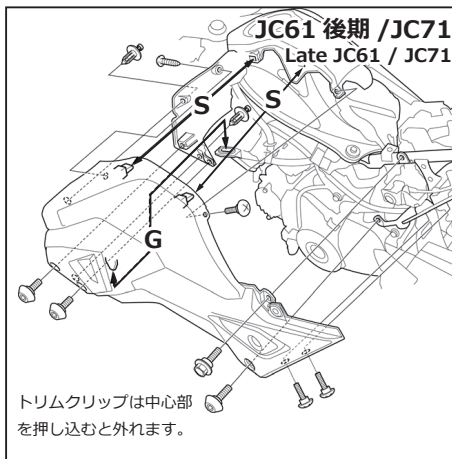 JC61 後期 /JC71
Late JC61 / JC71
S
S
G
トリムクリップは中心部
を押し込むと外れます。